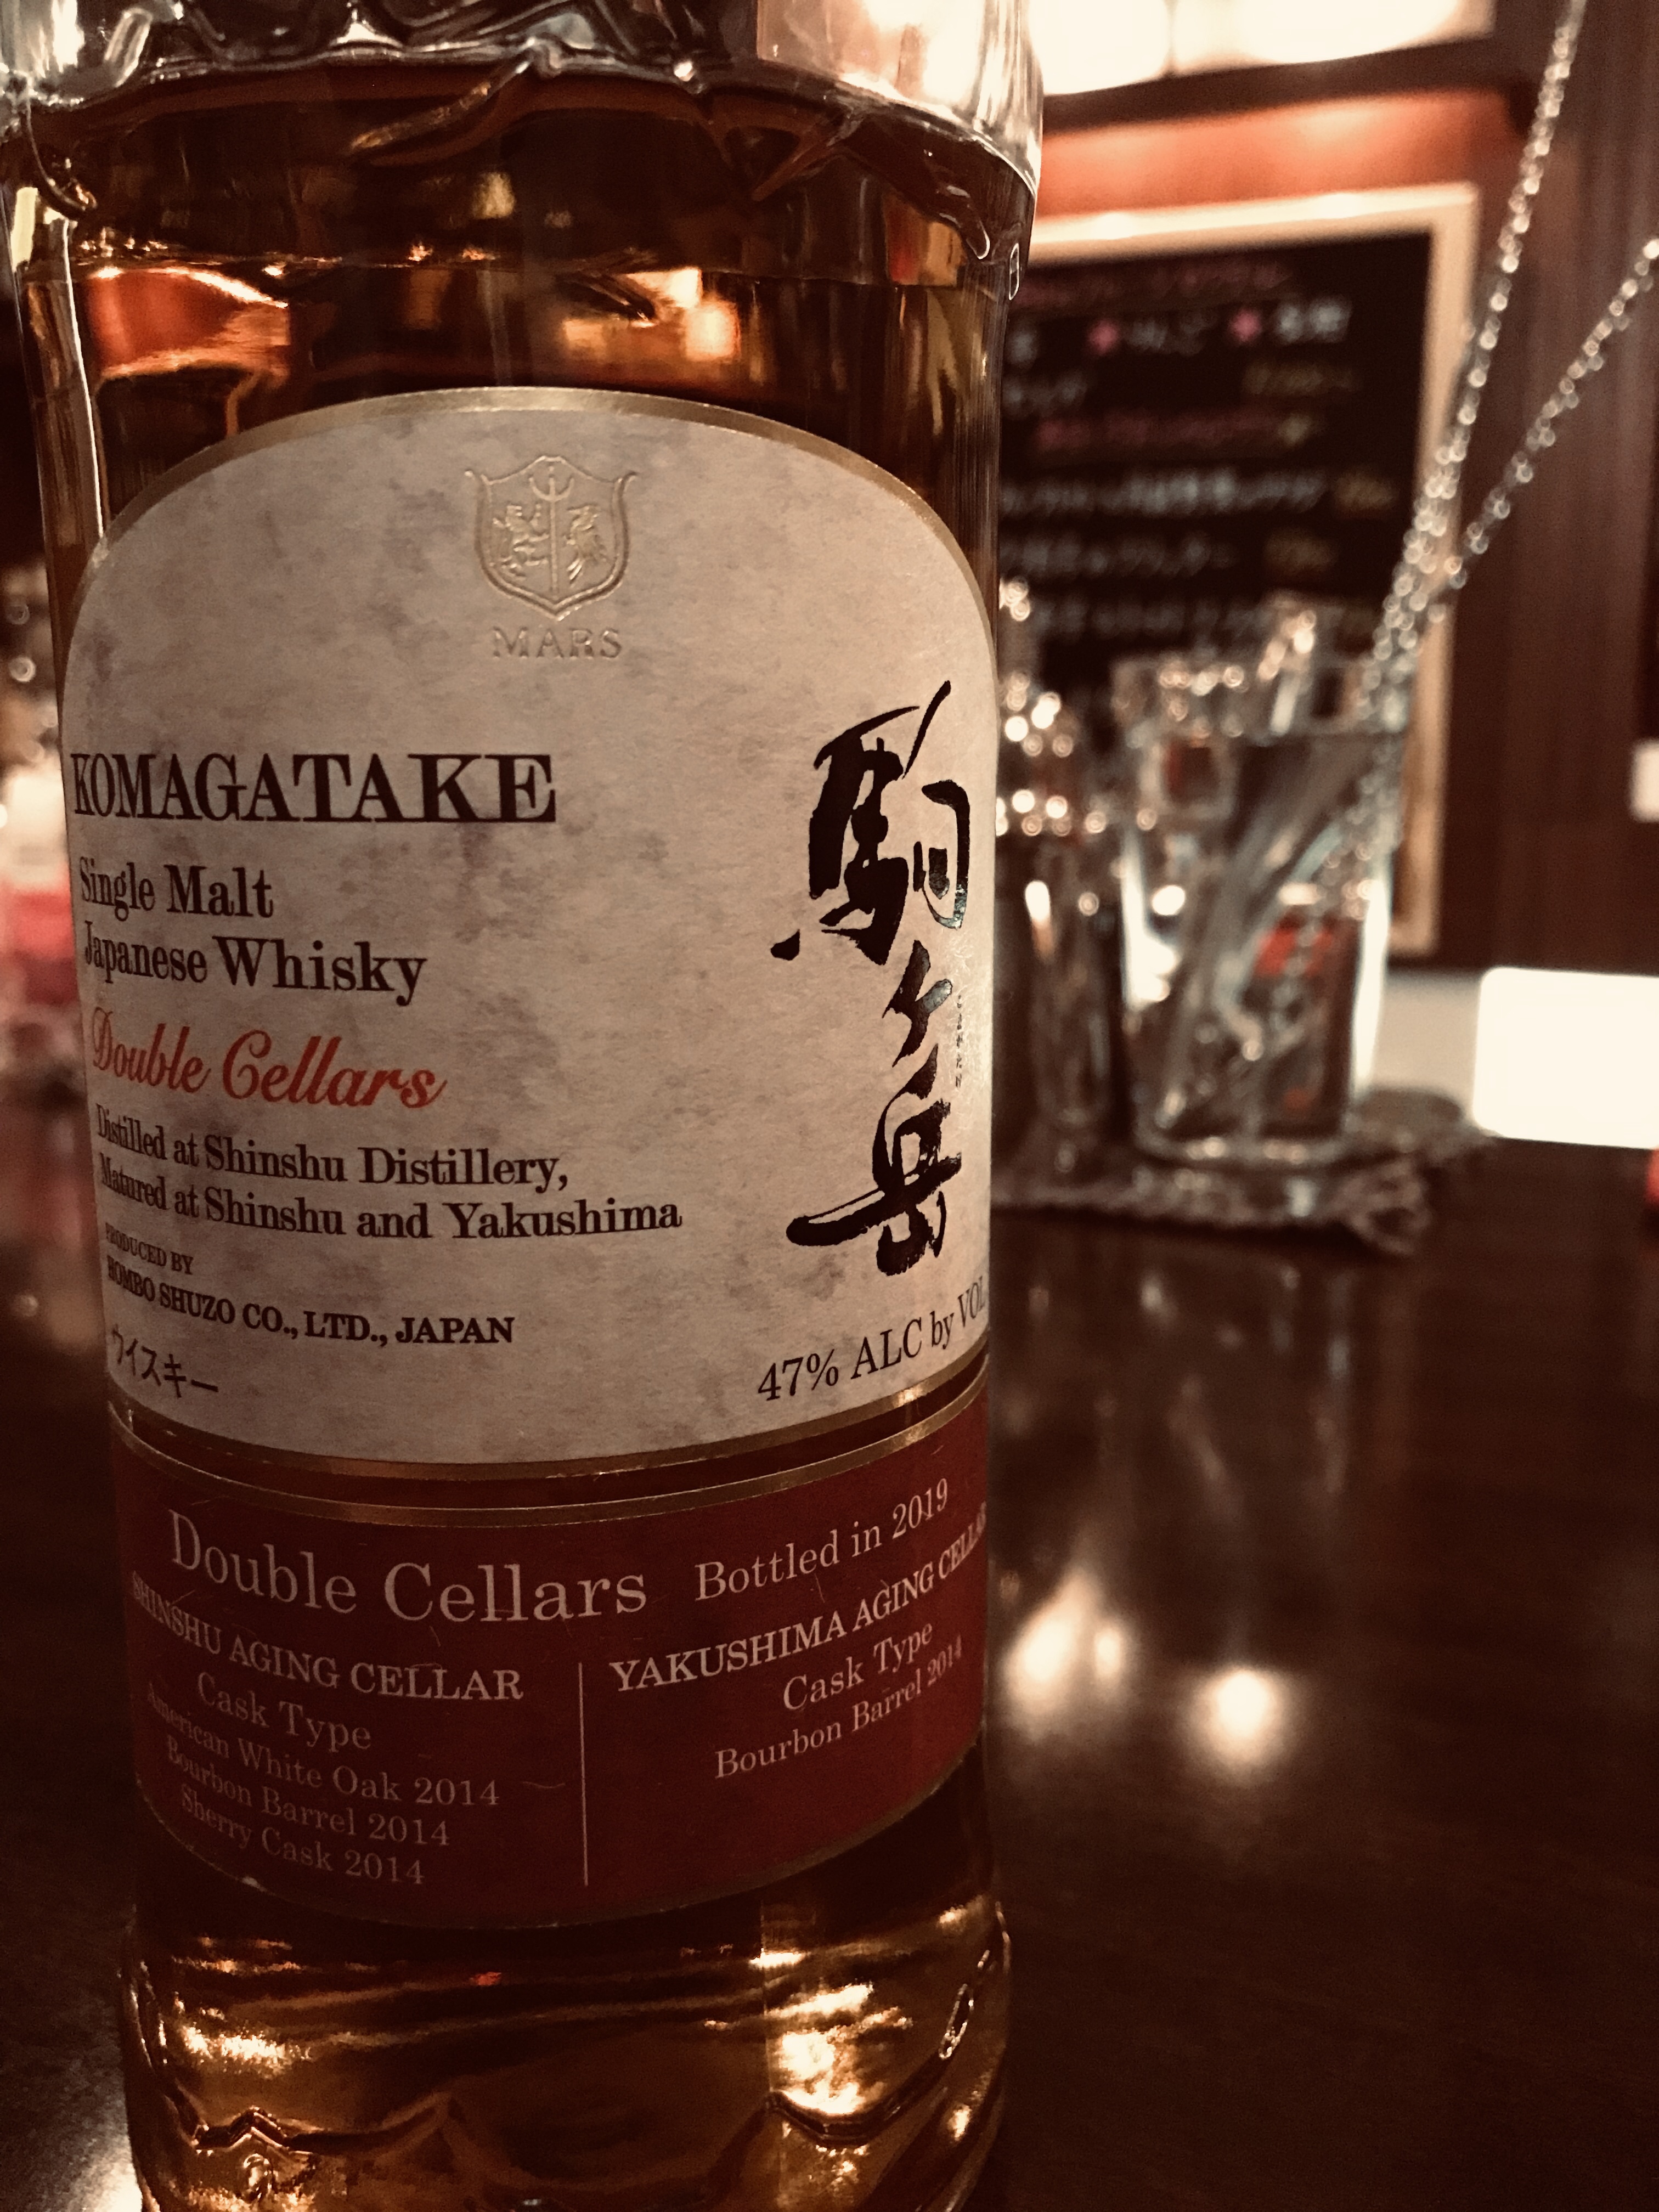 MARS
KOMAGATAKE
Single Malt
Japanese Whisky
Double Cellars
Distilled at Shinshu Distillery,
Matured at Shinshu and Yakushima
PRODUCED BY
HOMBO SHUZO CO., LTD., JAPAN
ウイスキー
駒ヶ岳
47% ALC by VOL
Double Cellars
Bottled in 2019
SHINSHU AGING CELLAR
Cask Type
American White Oak 2014
Bourbon Barrel 2014
Sherry Cask 2014
YAKUSHIMA AGING CELLAR
Cask Type
Bourbon Barrel 2014